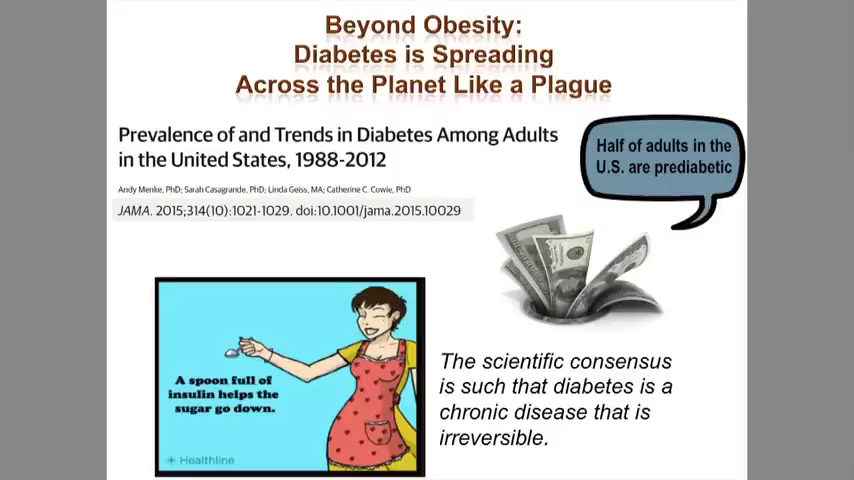 Beyond Obesity:
Diabetes is Spreading
Across the Planet Like a Plague
Prevalence of and Trends in Diabetes Among Adults
in the United States, 1988-2012
Andy Menke, PhD; Sarah Casagrande, PhD; Linda Geiss, MA; Catherine C. Cowie, PhD
JAMA. 2015;314(10):1021-1029. doi:10.1001/jama.2015.10029
Half of adults in the
U.S. are prediabetic
A spoon full of
insulin helps the
sugar go down.
+ Healthline
The scientific consensus
is such that diabetes is a
chronic disease that is
irreversible.